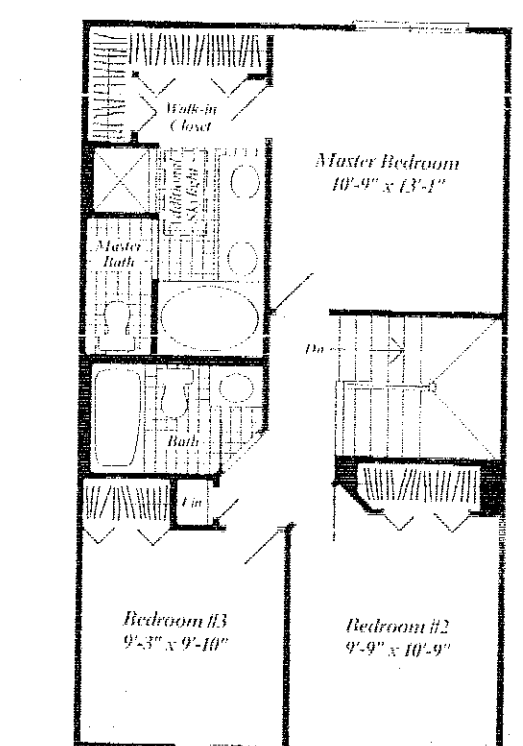 Walk-in
Closet
Master Bedroom
10'-9" x 13'-1"
Additional
Skylight
Master
Bath
Dn
Bath
Lin
Bedroom #3
9'-3" x 9'-10"
Bedroom #2
9'-9" x 10'-9"